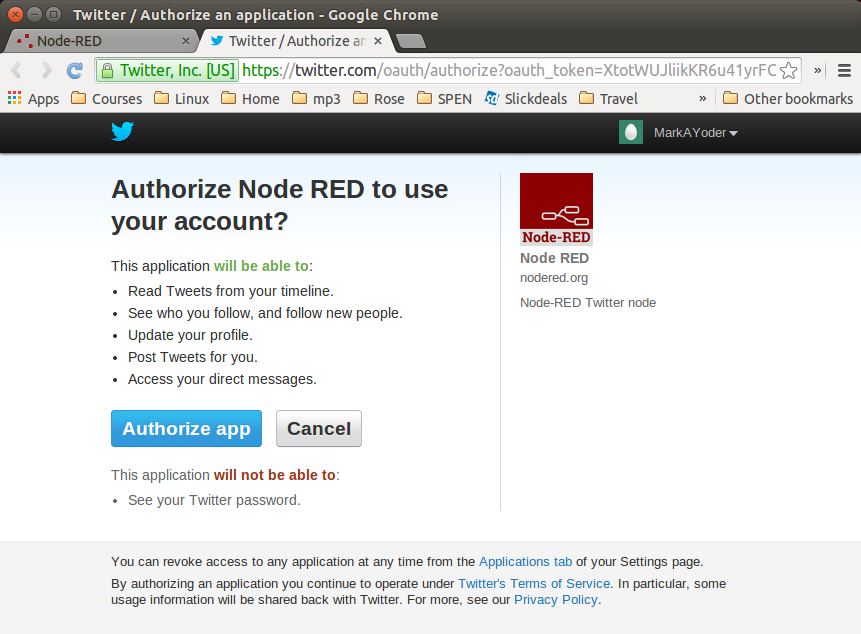 Twitter / Authorize an application - Google Chrome
Node-RED
Twitter / Authorize an
Twitter, Inc. [US] https://twitter.com/oauth/authorize?oauth_token=XtotWUJliikKR6u41yrFC
»
Apps Courses Linux Home mp3 Rose SPEN Slickdeals Travel » Other bookmarks
MarkAYoder
Authorize Node RED to use
your account?
This application will be able to:
• Read Tweets from your timeline.
• See who you follow, and follow new people.
• Update your profile.
• Post Tweets for you.
• Access your direct messages.
Authorize app Cancel
This application will not be able to:
• See your Twitter password.
Node-RED
Node RED
nodered.org
Node-RED Twitter node
You can revoke access to any application at any time from the Applications tab of your Settings page.
By authorizing an application you continue to operate under Twitter's Terms of Service. In particular, some
usage information will be shared back with Twitter. For more, see our Privacy Policy.